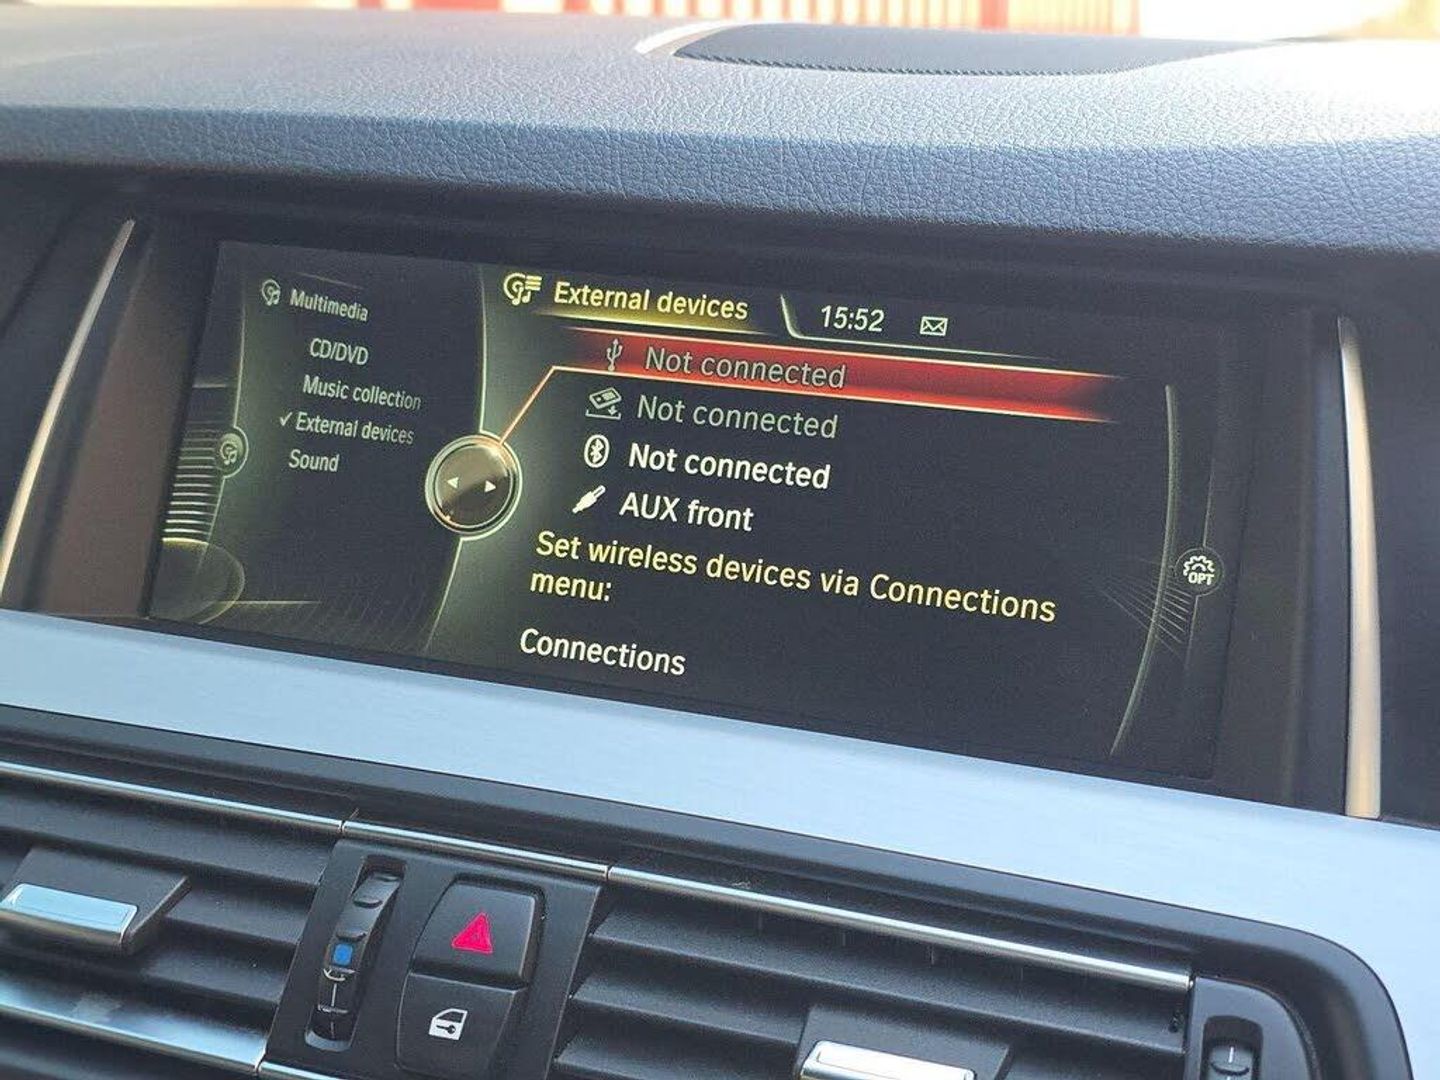 Multimedia
CD/DVD
Music collection
✓ External devices
Sound
External devices
15:52
Not connected
Not connected
Not connected
AUX front
Set wireless devices via Connections
menu:
Connections
OPT